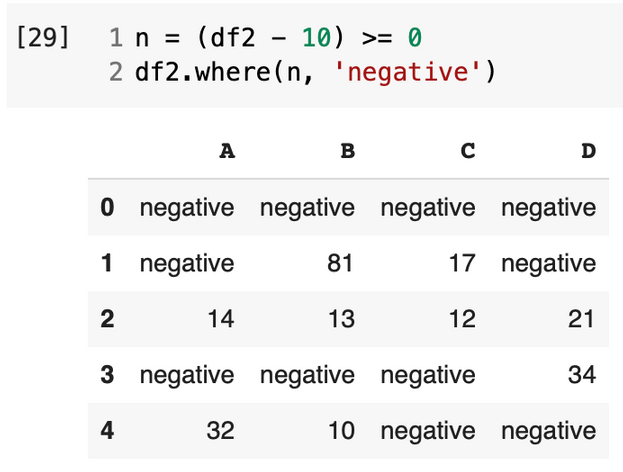 [29] 1 n = (df2 - 10) >= 0
2 df2.where(n, 'negative')
A B C D
0 negative negative negative negative
1 negative 81 17 negative
2 14 13 12 21
3 negative negative negative 34
4 32 10 negative negative